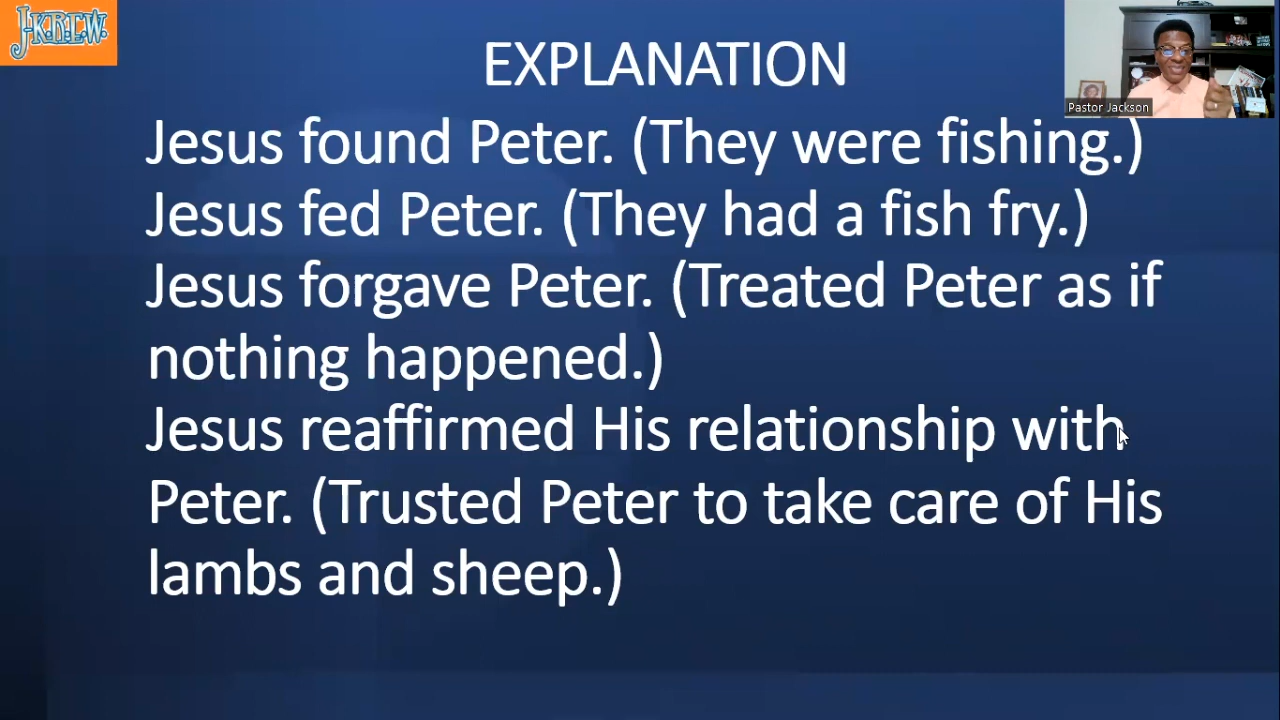 J-KREW
EXPLANATION
Pastor Jackson
Jesus found Peter. (They were fishing.)
Jesus fed Peter. (They had a fish fry.)
Jesus forgave Peter. (Treated Peter as if
nothing happened.)
Jesus reaffirmed His relationship with
Peter. (Trusted Peter to take care of His
lambs and sheep.)